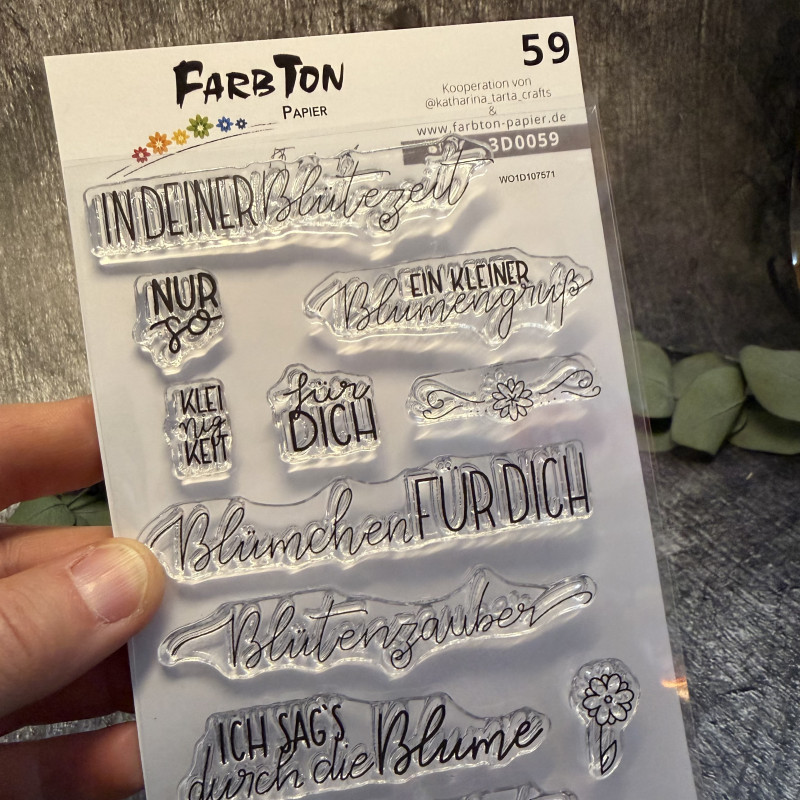 59
FARBTON
PAPIER
Kooperation von
@katharina_tarta_crafts
&
www.farbton-papier.de
3D0059
WO1D107571
IN DEINER Blütezeit
NUR
so
EIN KLEINER
Blumengruß
KLEI
nig
KEIT
für
DICH
Blümchen FÜR DICH
Blütenzauber
ICH SAG'S
durch die Blume